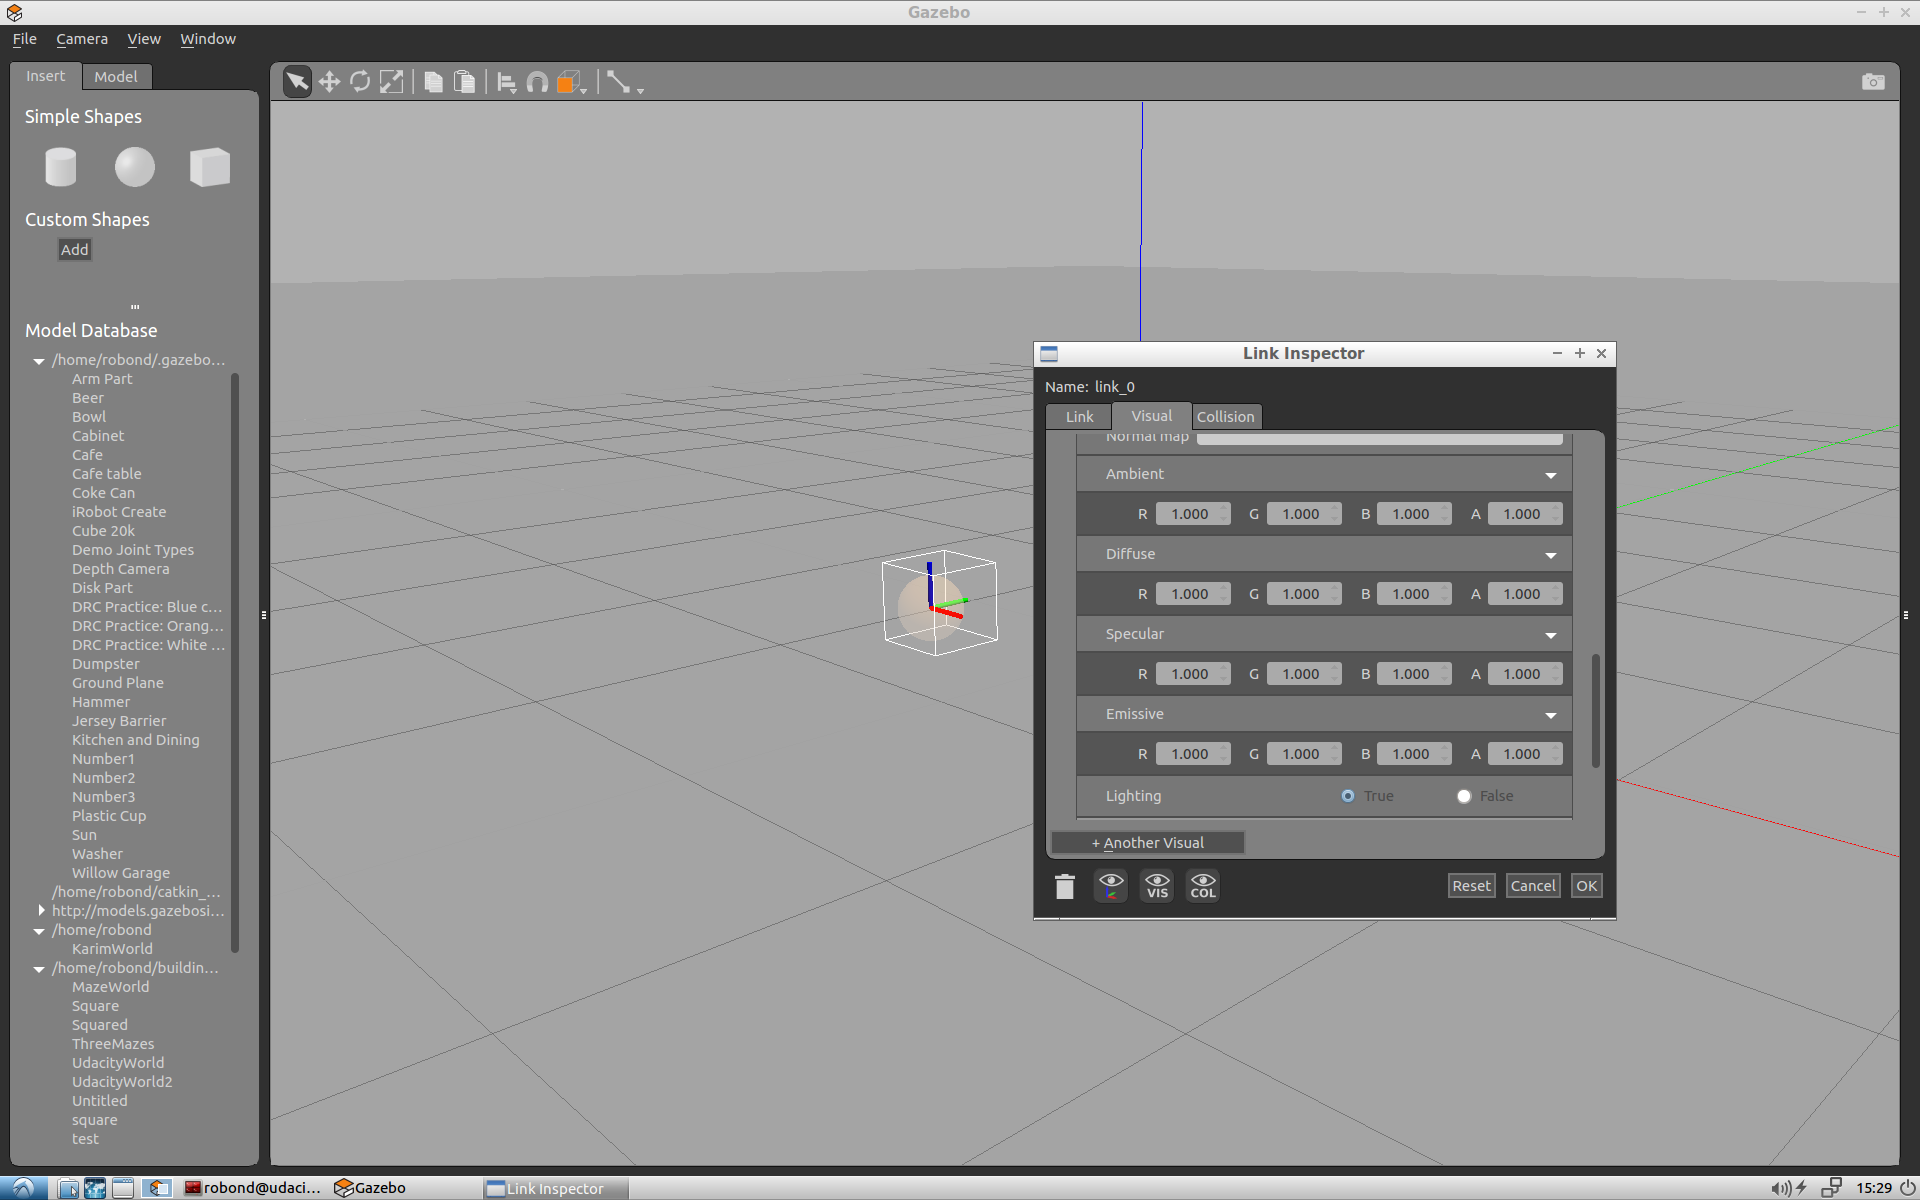 Gazebo
File Camera View Window
Insert Model
Simple Shapes
Custom Shapes
Add
Model Database
/home/robond/.gazebo...
Arm Part
Beer
Bowl
Cabinet
Cafe
Cafe table
Coke Can
iRobot Create
Cube 20k
Demo Joint Types
Depth Camera
Disk Part
DRC Practice: Blue c...
DRC Practice: Orang...
DRC Practice: White ...
Dumpster
Ground Plane
Hammer
Jersey Barrier
Kitchen and Dining
Number1
Number2
Number3
Plastic Cup
Sun
Washer
Willow Garage
/home/robond/catkin_...
http://models.gazebosi...
/home/robond
KarimWorld
/home/robond/buildin...
MazeWorld
Square
Squared
ThreeMazes
UdacityWorld
UdacityWorld2
Untitled
square
test
Link Inspector
Name: link_0
Link Visual Collision
Normal map
Ambient
R 1.000 G 1.000 B 1.000 A 1.000
Diffuse
R 1.000 G 1.000 B 1.000 A 1.000
Specular
R 1.000 G 1.000 B 1.000 A 1.000
Emissive
R 1.000 G 1.000 B 1.000 A 1.000
Lighting True False
+ Another Visual
VIS COL
Reset Cancel OK
robond@udaci... Gazebo Link Inspector 15:29